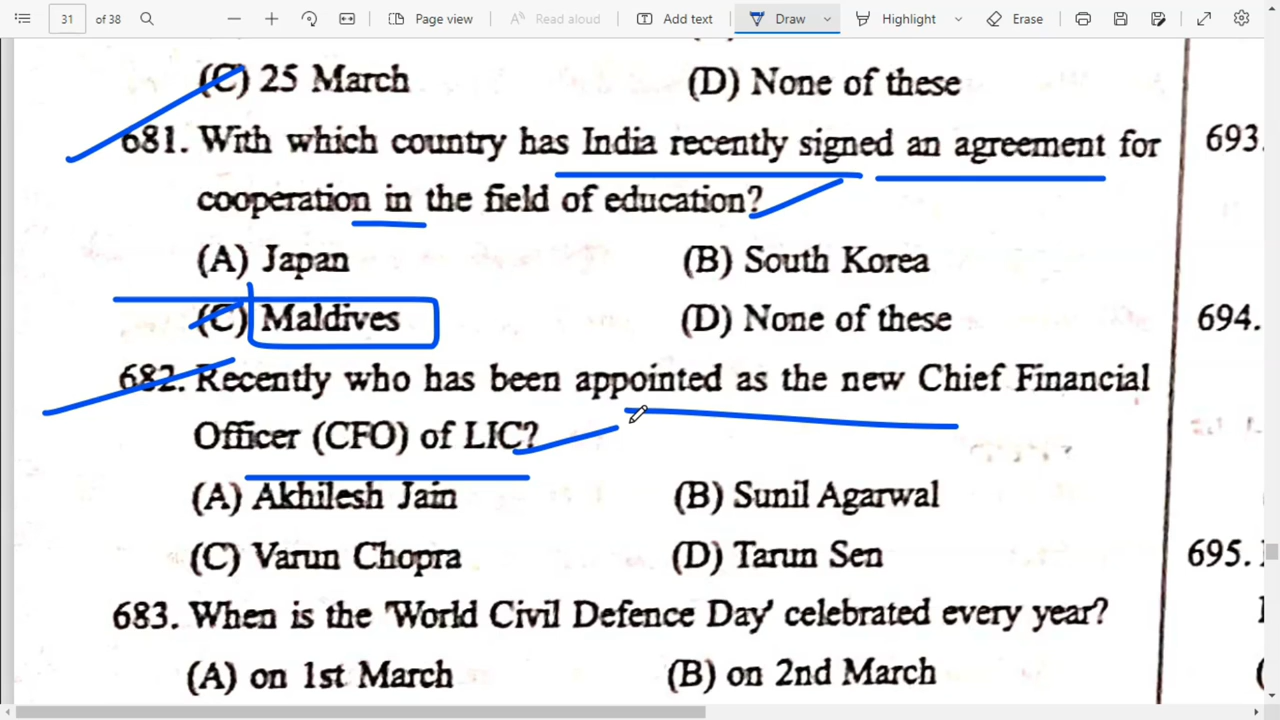 31 of 38 Page view Read aloud Add text Draw Highlight Erase
(C) 25 March (D) None of these
681. With which country has India recently signed an agreement for 693.
cooperation in the field of education?
(A) Japan (B) South Korea
(C) Maldives (D) None of these 694.
682. Recently who has been appointed as the new Chief Financial
Officer (CFO) of LIC?
(A) Akhilesh Jain (B) Sunil Agarwal
(C) Varun Chopra (D) Tarun Sen 695.
683. When is the 'World Civil Defence Day' celebrated every year?
(A) on 1st March (B) on 2nd March